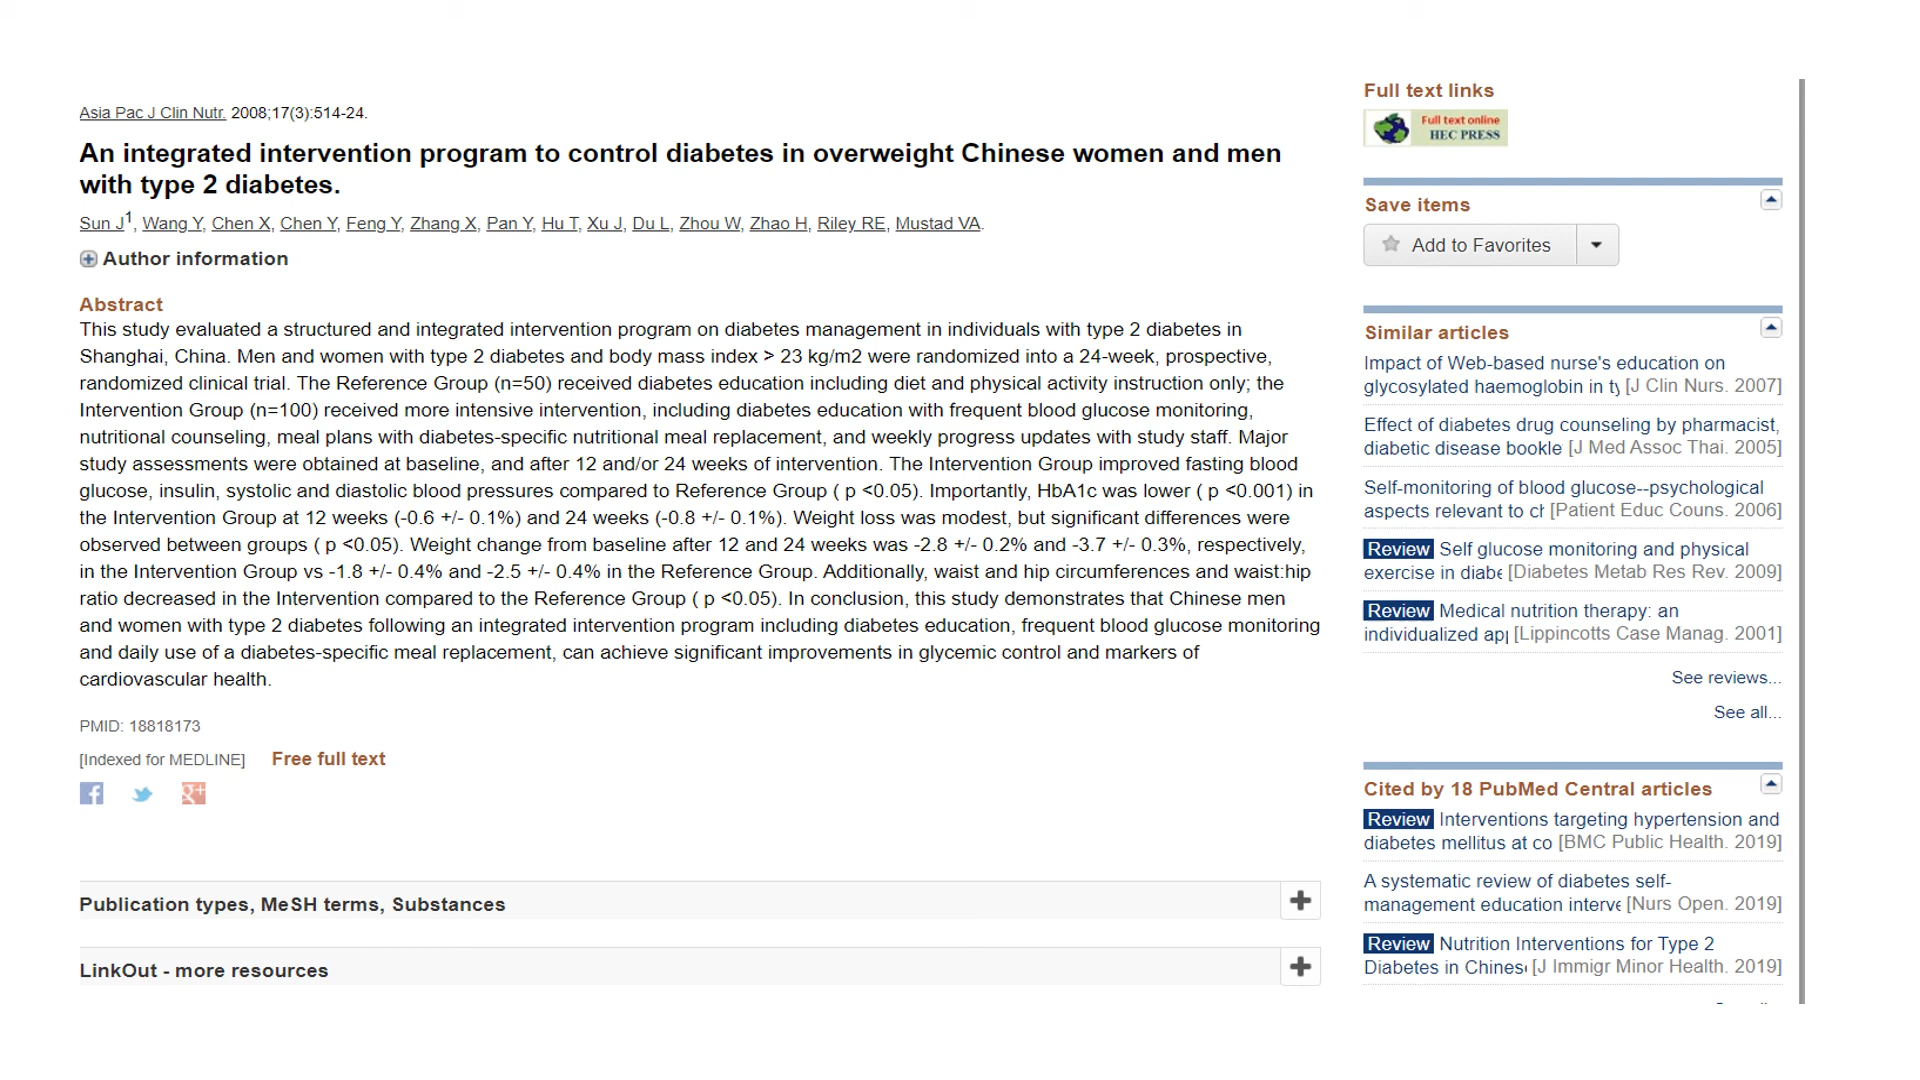 Asia Pac J Clin Nutr. 2008;17(3):514-24.
An integrated intervention program to control diabetes in overweight Chinese women and men
with type 2 diabetes.
Sun J1, Wang Y, Chen X, Chen Y, Feng Y, Zhang X, Pan Y, Hu T, Xu J, Du L, Zhou W, Zhao H, Riley RE, Mustad VA.
Author information
Abstract
This study evaluated a structured and integrated intervention program on diabetes management in individuals with type 2 diabetes in
Shanghai, China. Men and women with type 2 diabetes and body mass index > 23 kg/m2 were randomized into a 24-week, prospective,
randomized clinical trial. The Reference Group (n=50) received diabetes education including diet and physical activity instruction only; the
Intervention Group (n=100) received more intensive intervention, including diabetes education with frequent blood glucose monitoring,
nutritional counseling, meal plans with diabetes-specific nutritional meal replacement, and weekly progress updates with study staff. Major
study assessments were obtained at baseline, and after 12 and/or 24 weeks of intervention. The Intervention Group improved fasting blood
glucose, insulin, systolic and diastolic blood pressures compared to Reference Group ( p <0.05). Importantly, HbA1c was lower ( p <0.001) in
the Intervention Group at 12 weeks (-0.6 +/- 0.1%) and 24 weeks (-0.8 +/- 0.1%). Weight loss was modest, but significant differences were
observed between groups ( p <0.05). Weight change from baseline after 12 and 24 weeks was -2.8 +/- 0.2% and -3.7 +/- 0.3%, respectively,
in the Intervention Group vs -1.8 +/- 0.4% and -2.5 +/- 0.4% in the Reference Group. Additionally, waist and hip circumferences and waist:hip
ratio decreased in the Intervention compared to the Reference Group ( p <0.05). In conclusion, this study demonstrates that Chinese men
and women with type 2 diabetes following an integrated intervention program including diabetes education, frequent blood glucose monitoring
and daily use of a diabetes-specific meal replacement, can achieve significant improvements in glycemic control and markers of
cardiovascular health.
PMID: 18818173
[Indexed for MEDLINE] Free full text
Publication types, MeSH terms, Substances
LinkOut - more resources
Full text links
Full text online
HEC PRESS
Save items
Add to Favorites
Similar articles
Impact of Web-based nurse's education on
glycosylated haemoglobin in ty [J Clin Nurs. 2007]
Effect of diabetes drug counseling by pharmacist,
diabetic disease bookle [J Med Assoc Thai. 2005]
Self-monitoring of blood glucose--psychological
aspects relevant to ch [Patient Educ Couns. 2006]
Review Self glucose monitoring and physical
exercise in diabe [Diabetes Metab Res Rev. 2009]
Review Medical nutrition therapy: an
individualized app [Lippincotts Case Manag. 2001]
See reviews...
See all...
Cited by 18 PubMed Central articles
Review Interventions targeting hypertension and
diabetes mellitus at co [BMC Public Health. 2019]
A systematic review of diabetes self-
management education interve [Nurs Open. 2019]
Review Nutrition Interventions for Type 2
Diabetes in Chinese [J Immigr Minor Health. 2019]